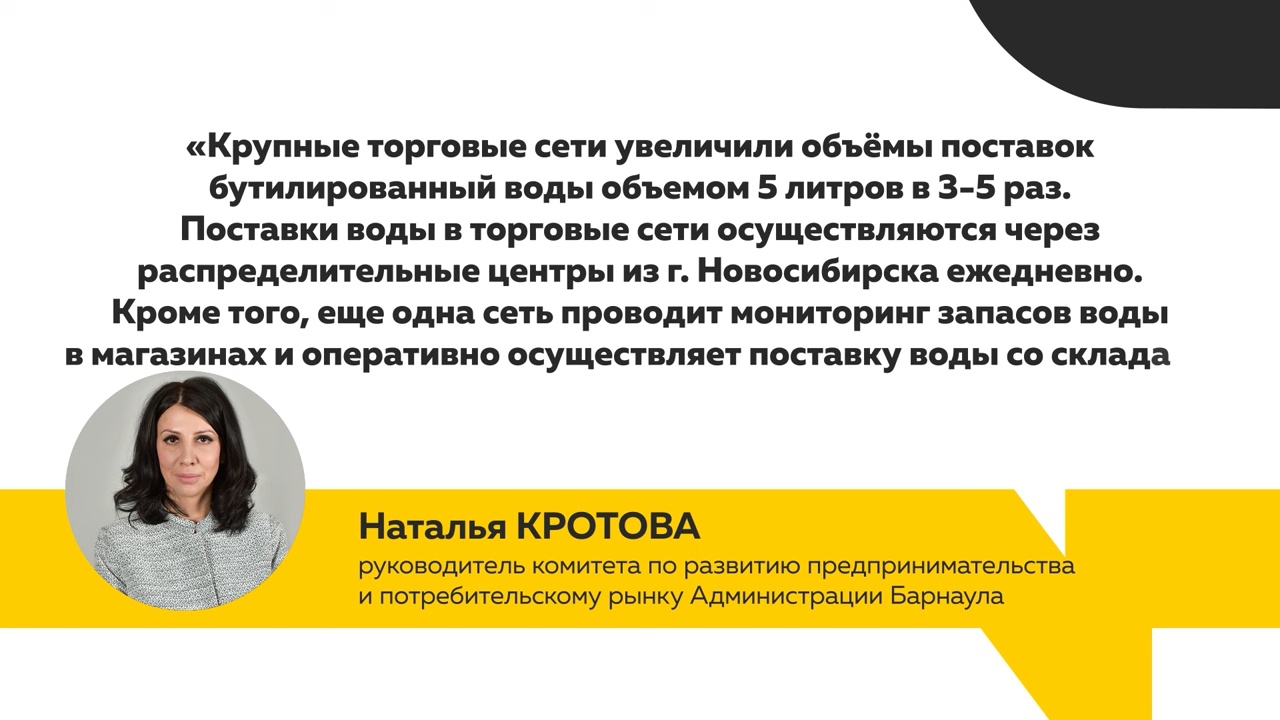 «Крупные торговые сети увеличили объёмы поставок
бутилированный воды объемом 5 литров в 3-5 раз.
Поставки воды в торговые сети осуществляются через
распределительные центры из г. Новосибирска ежедневно.
Кроме того, еще одна сеть проводит мониторинг запасов воды
в магазинах и оперативно осуществляет поставку воды со склада
Наталья КРОТОВА
руководитель комитета по развитию предпринимательства
и потребительскому рынку Администрации Барнаула